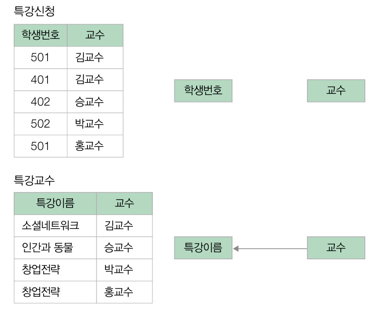 특강신청
학생번호 교수
501 김교수
401 김교수
402 승교수
502 박교수
501 홍교수
학생번호 교수
특강교수
특강이름 교수
소셜네트워크 김교수
인간과 동물 승교수
창업전략 박교수
창업전략 홍교수
특강이름 교수